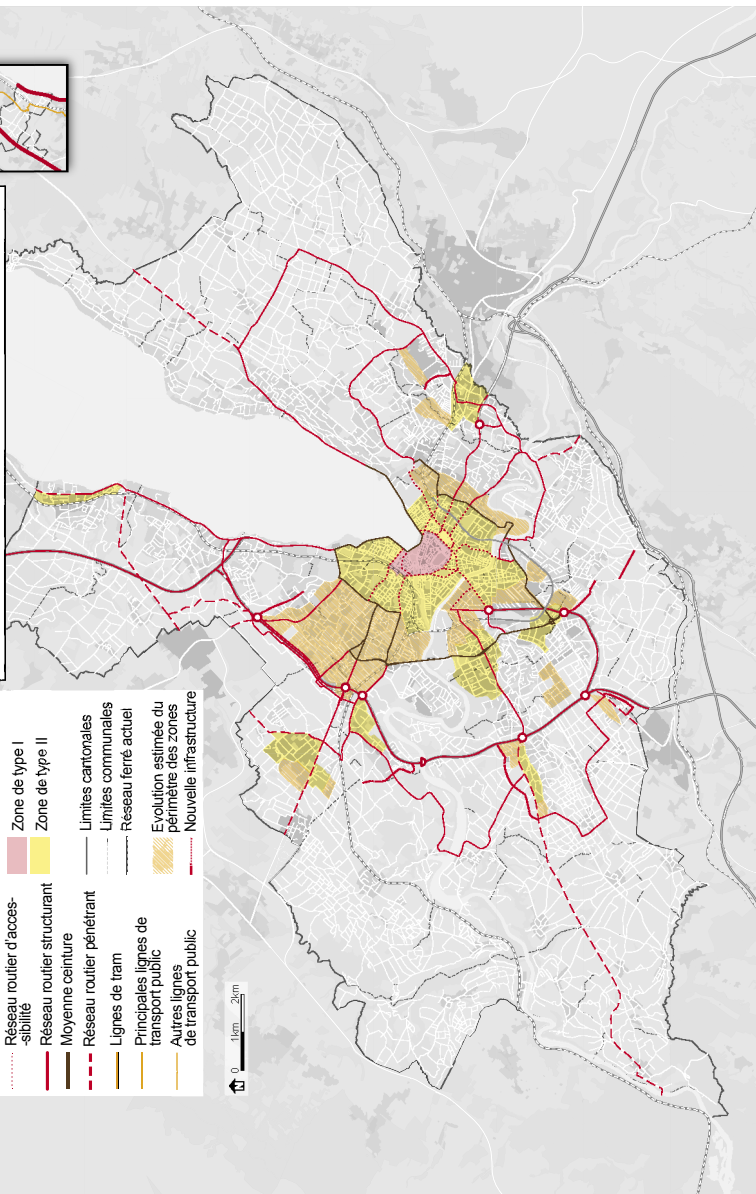 Réseau routier d'acces-
-sibilité
Réseau routier structurant
Moyenne ceinture
Réseau routier pénétrant
Lignes de tram
Principales lignes de
transport public
Autres lignes
de transport public
Zone de type I
Zone de type II
Limites cantonales
Limites communales
Réseau ferré actuel
Evolution estimée du
périmètre des zones
Nouvelle infrastructure
0 1km 2km